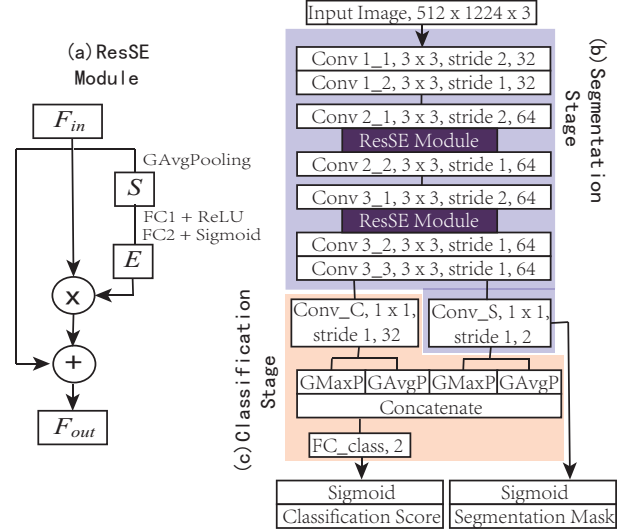 (a)ResSE
Module
F_in
GAvgPooling
S
FC1 + ReLU
FC2 + Sigmoid
E
x
+
F_out
Input Image, 512 x 1224 x 3
(b)Segmentation
Stage
Conv 1_1, 3 x 3, stride 2, 32
Conv 1_2, 3 x 3, stride 1, 32
Conv 2_1, 3 x 3, stride 2, 64
ResSE Module
Conv 2_2, 3 x 3, stride 1, 64
Conv 3_1, 3 x 3, stride 2, 64
ResSE Module
Conv 3_2, 3 x 3, stride 1, 64
Conv 3_3, 3 x 3, stride 1, 64
(c)Classification
Stage
Conv_C, 1 x 1,
stride 1, 32
Conv_S, 1 x 1,
stride 1, 2
GMaxP GAvgP GMaxP GAvgP
Concatenate
FC_class, 2
Sigmoid
Classification Score
Sigmoid
Segmentation Mask